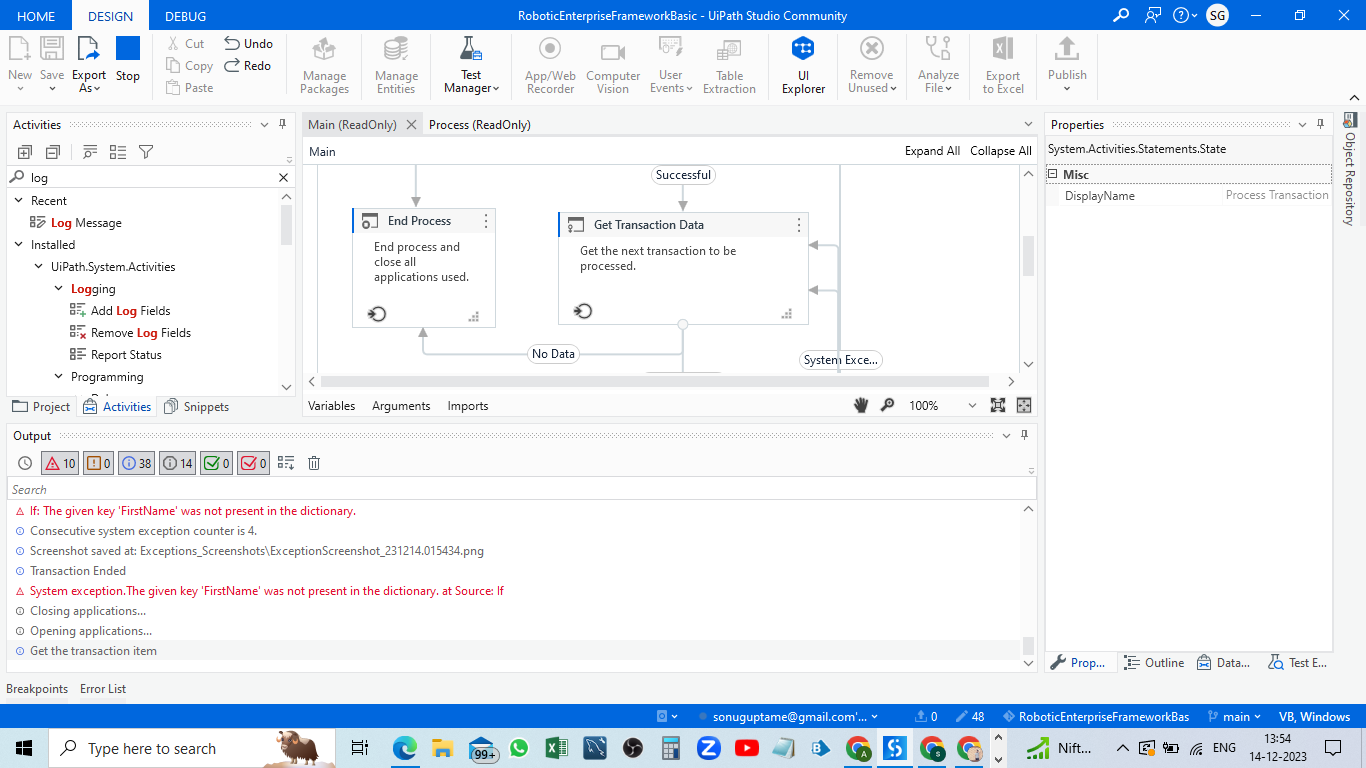 HOME DESIGN DEBUG RoboticEnterpriseFrameworkBasic - UiPath Studio Community SG
New Save Export As Stop
Cut Copy Paste
Undo Redo
Manage Packages
Manage Entities
Test Manager
App/Web Recorder
Computer Vision
User Events
Table Extraction
UI Explorer
Remove Unused
Analyze File
Export to Excel
Publish
Activities
log
Recent
Log Message
Installed
UiPath.System.Activities
Logging
Add Log Fields
Remove Log Fields
Report Status
Programming
Project Activities Snippets
Main (ReadOnly) Process (ReadOnly)
Main Expand All Collapse All
Successful
End Process
End process and
close all
applications used.
Get Transaction Data
Get the next transaction to be
processed.
No Data
System Exce...
Variables Arguments Imports 100%
Properties
System.Activities.Statements.State
Misc
DisplayName Process Transaction
Prop... Outline Data... Test E...
Object Repository
Output
10 0 38 14 0 0
Search
If: The given key 'FirstName' was not present in the dictionary.
Consecutive system exception counter is 4.
Screenshot saved at: Exceptions_Screenshots\ExceptionScreenshot_231214.015434.png
Transaction Ended
System exception.The given key 'FirstName' was not present in the dictionary. at Source: If
Closing applications...
Opening applications...
Get the transaction item
Breakpoints Error List
sonuguptame@gmail.com'... 0 48 RoboticEnterpriseFrameworkBas main VB, Windows
Type here to search 99+ Nift... ENG 13:54
14-12-2023